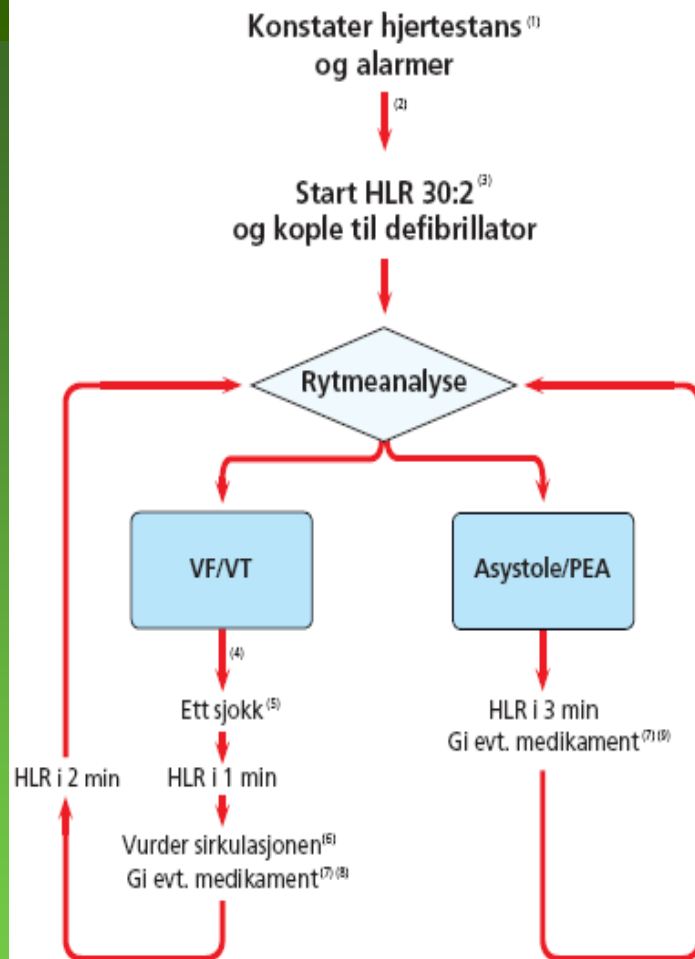 Konstater hjertestans (1)
og alarmer
(2)
Start HLR 30:2 (3)
og kople til defibrillator
Rytmeanalyse
VF/VT
Asystole/PEA
(4)
Ett sjokk (5)
HLR i 3 min
Gi evt. medikament (7) (9)
HLR i 2 min
HLR i 1 min
Vurder sirkulasjonen (6)
Gi evt. medikament (7) (8)